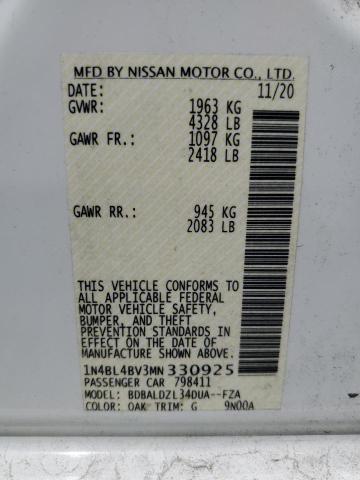 MFD BY NISSAN MOTOR CO., LTD.
DATE: 11/20
GVWR: 1963 KG
4328 LB
GAWR FR.: 1097 KG
2418 LB
GAWR RR.: 945 KG
2083 LB
THIS VEHICLE CONFORMS TO
ALL APPLICABLE FEDERAL
MOTOR VEHICLE SAFETY,
BUMPER, AND THEFT
PREVENTION STANDARDS IN
EFFECT ON THE DATE OF
MANUFACTURE SHOWN ABOVE.
1N4BL4BV3MN330925
PASSENGER CAR 798411
MODEL: BDBALDZL34DUA--FZA
COLOR: QAK TRIM: G 9N00A